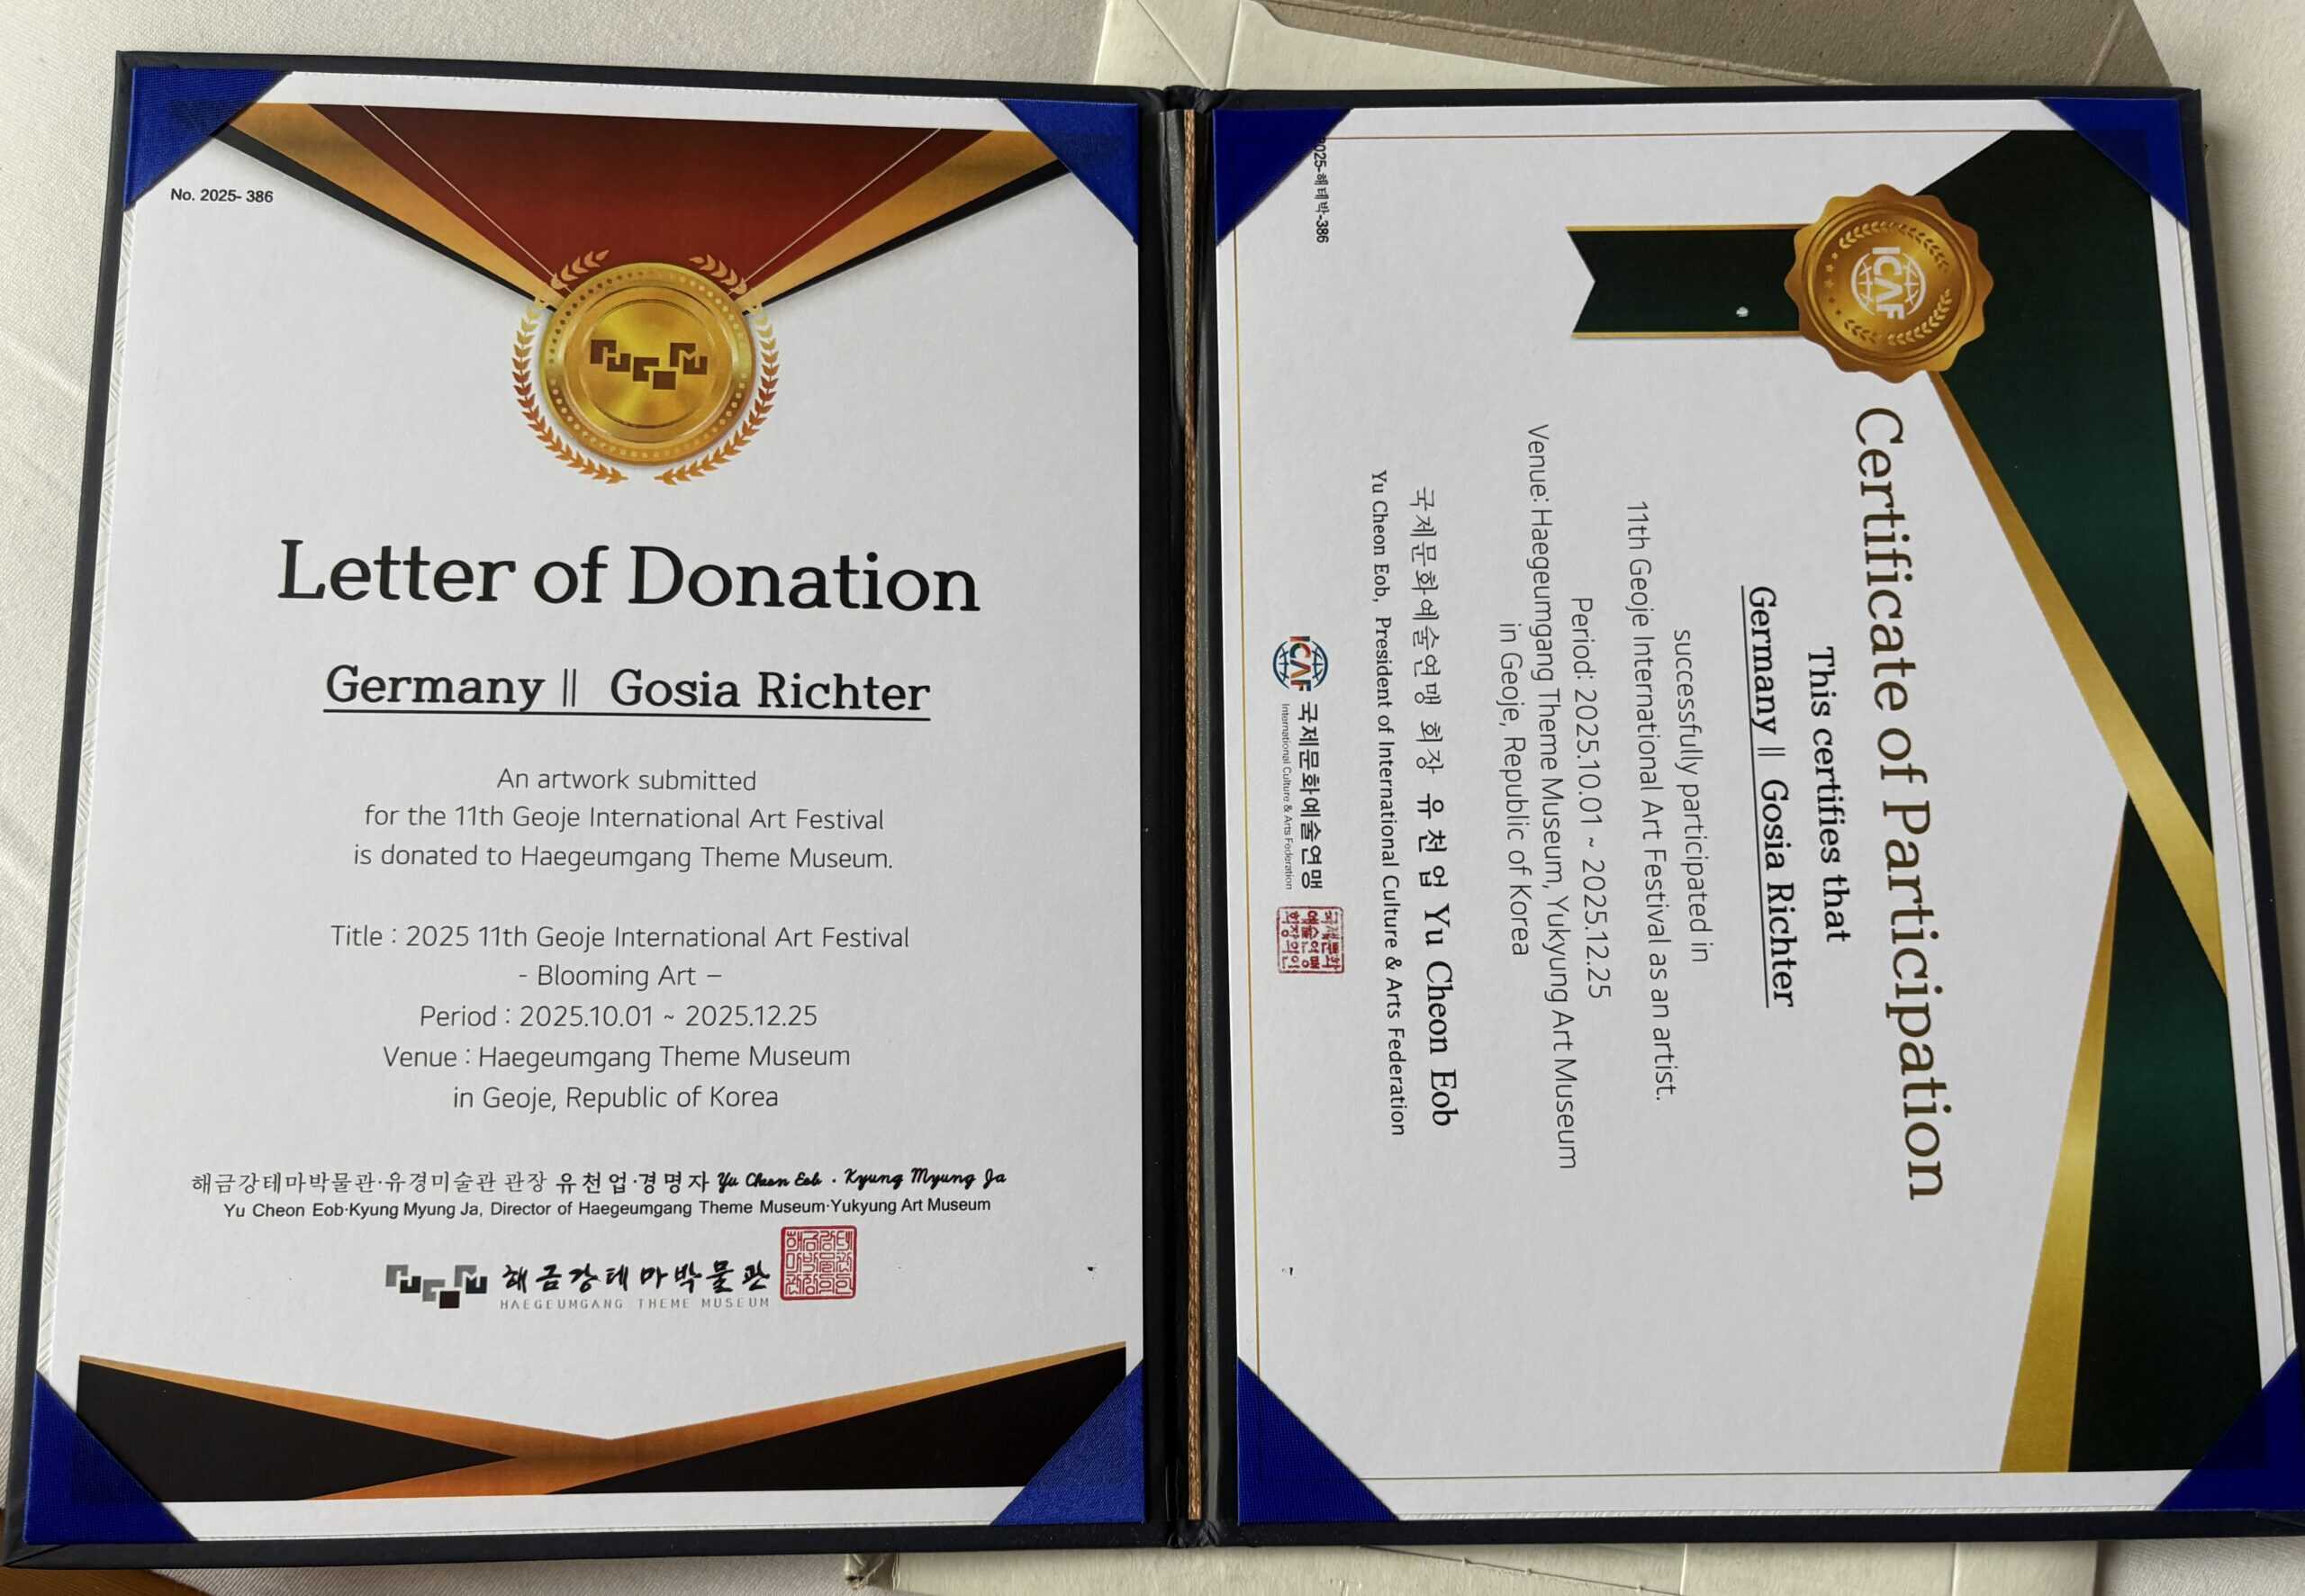 No. 2025- 386
Letter of Donation
Germany || Gosia Richter
An artwork submitted
for the 11th Geoje International Art Festival
is donated to Haegeumgang Theme Museum.
Title : 2025 11th Geoje International Art Festival
- Blooming Art –
Period : 2025.10.01 ~ 2025.12.25
Venue : Haegeumgang Theme Museum
in Geoje, Republic of Korea
해금강테마박물관·유경미술관 관장 유천업·경명자 Yu Cheon Eob · Kyung Myung Ja
Yu Cheon Eob·Kyung Myung Ja, Director of Haegeumgang Theme Museum·Yukyung Art Museum
해금강테마박물관
HAEGEUMGANG THEME MUSEUM
025-해테박-386
ICAF
Certificate of Participation
This certifies that
Germany || Gosia Richter
successfully participated in
11th Geoje International Art Festival as an artist.
Period: 2025.10.01 ~ 2025.12.25
Venue: Haegeumgang Theme Museum, Yukyung Art Museum
in Geoje, Republic of Korea
국제문화예술연맹 회장 유천업 Yu Cheon Eob
Yu Cheon Eob, President of International Culture & Arts Federation
ICAF 국제문화예술연맹
International Culture & Arts Federation